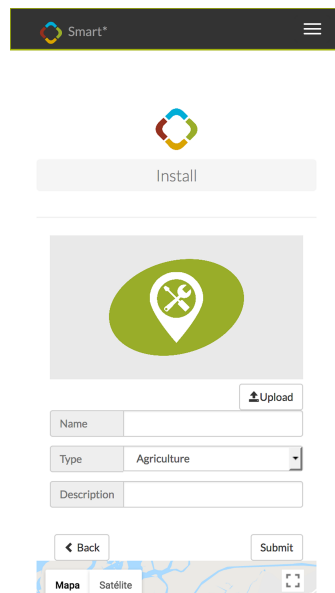 Smart*
Install
Upload
Name
Type Agriculture
Description
Back Submit
Mapa Satélite